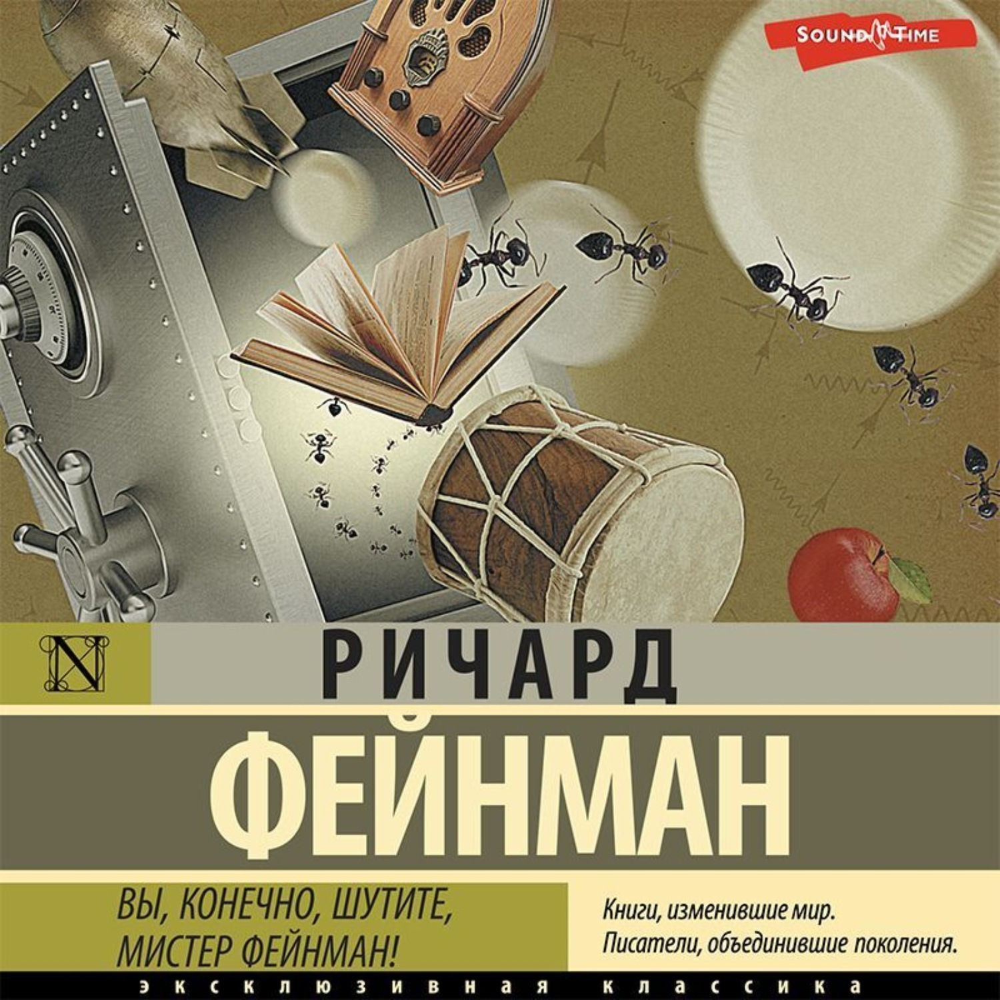 SOUND TIME
РИЧАРД
N
ФЕЙНМАН
ВЫ, КОНЕЧНО, ШУТИТЕ,
МИСТЕР ФЕЙНМАН!
Книги, изменившие мир.
Писатели, объединившие поколения.
эксклюзивная классика